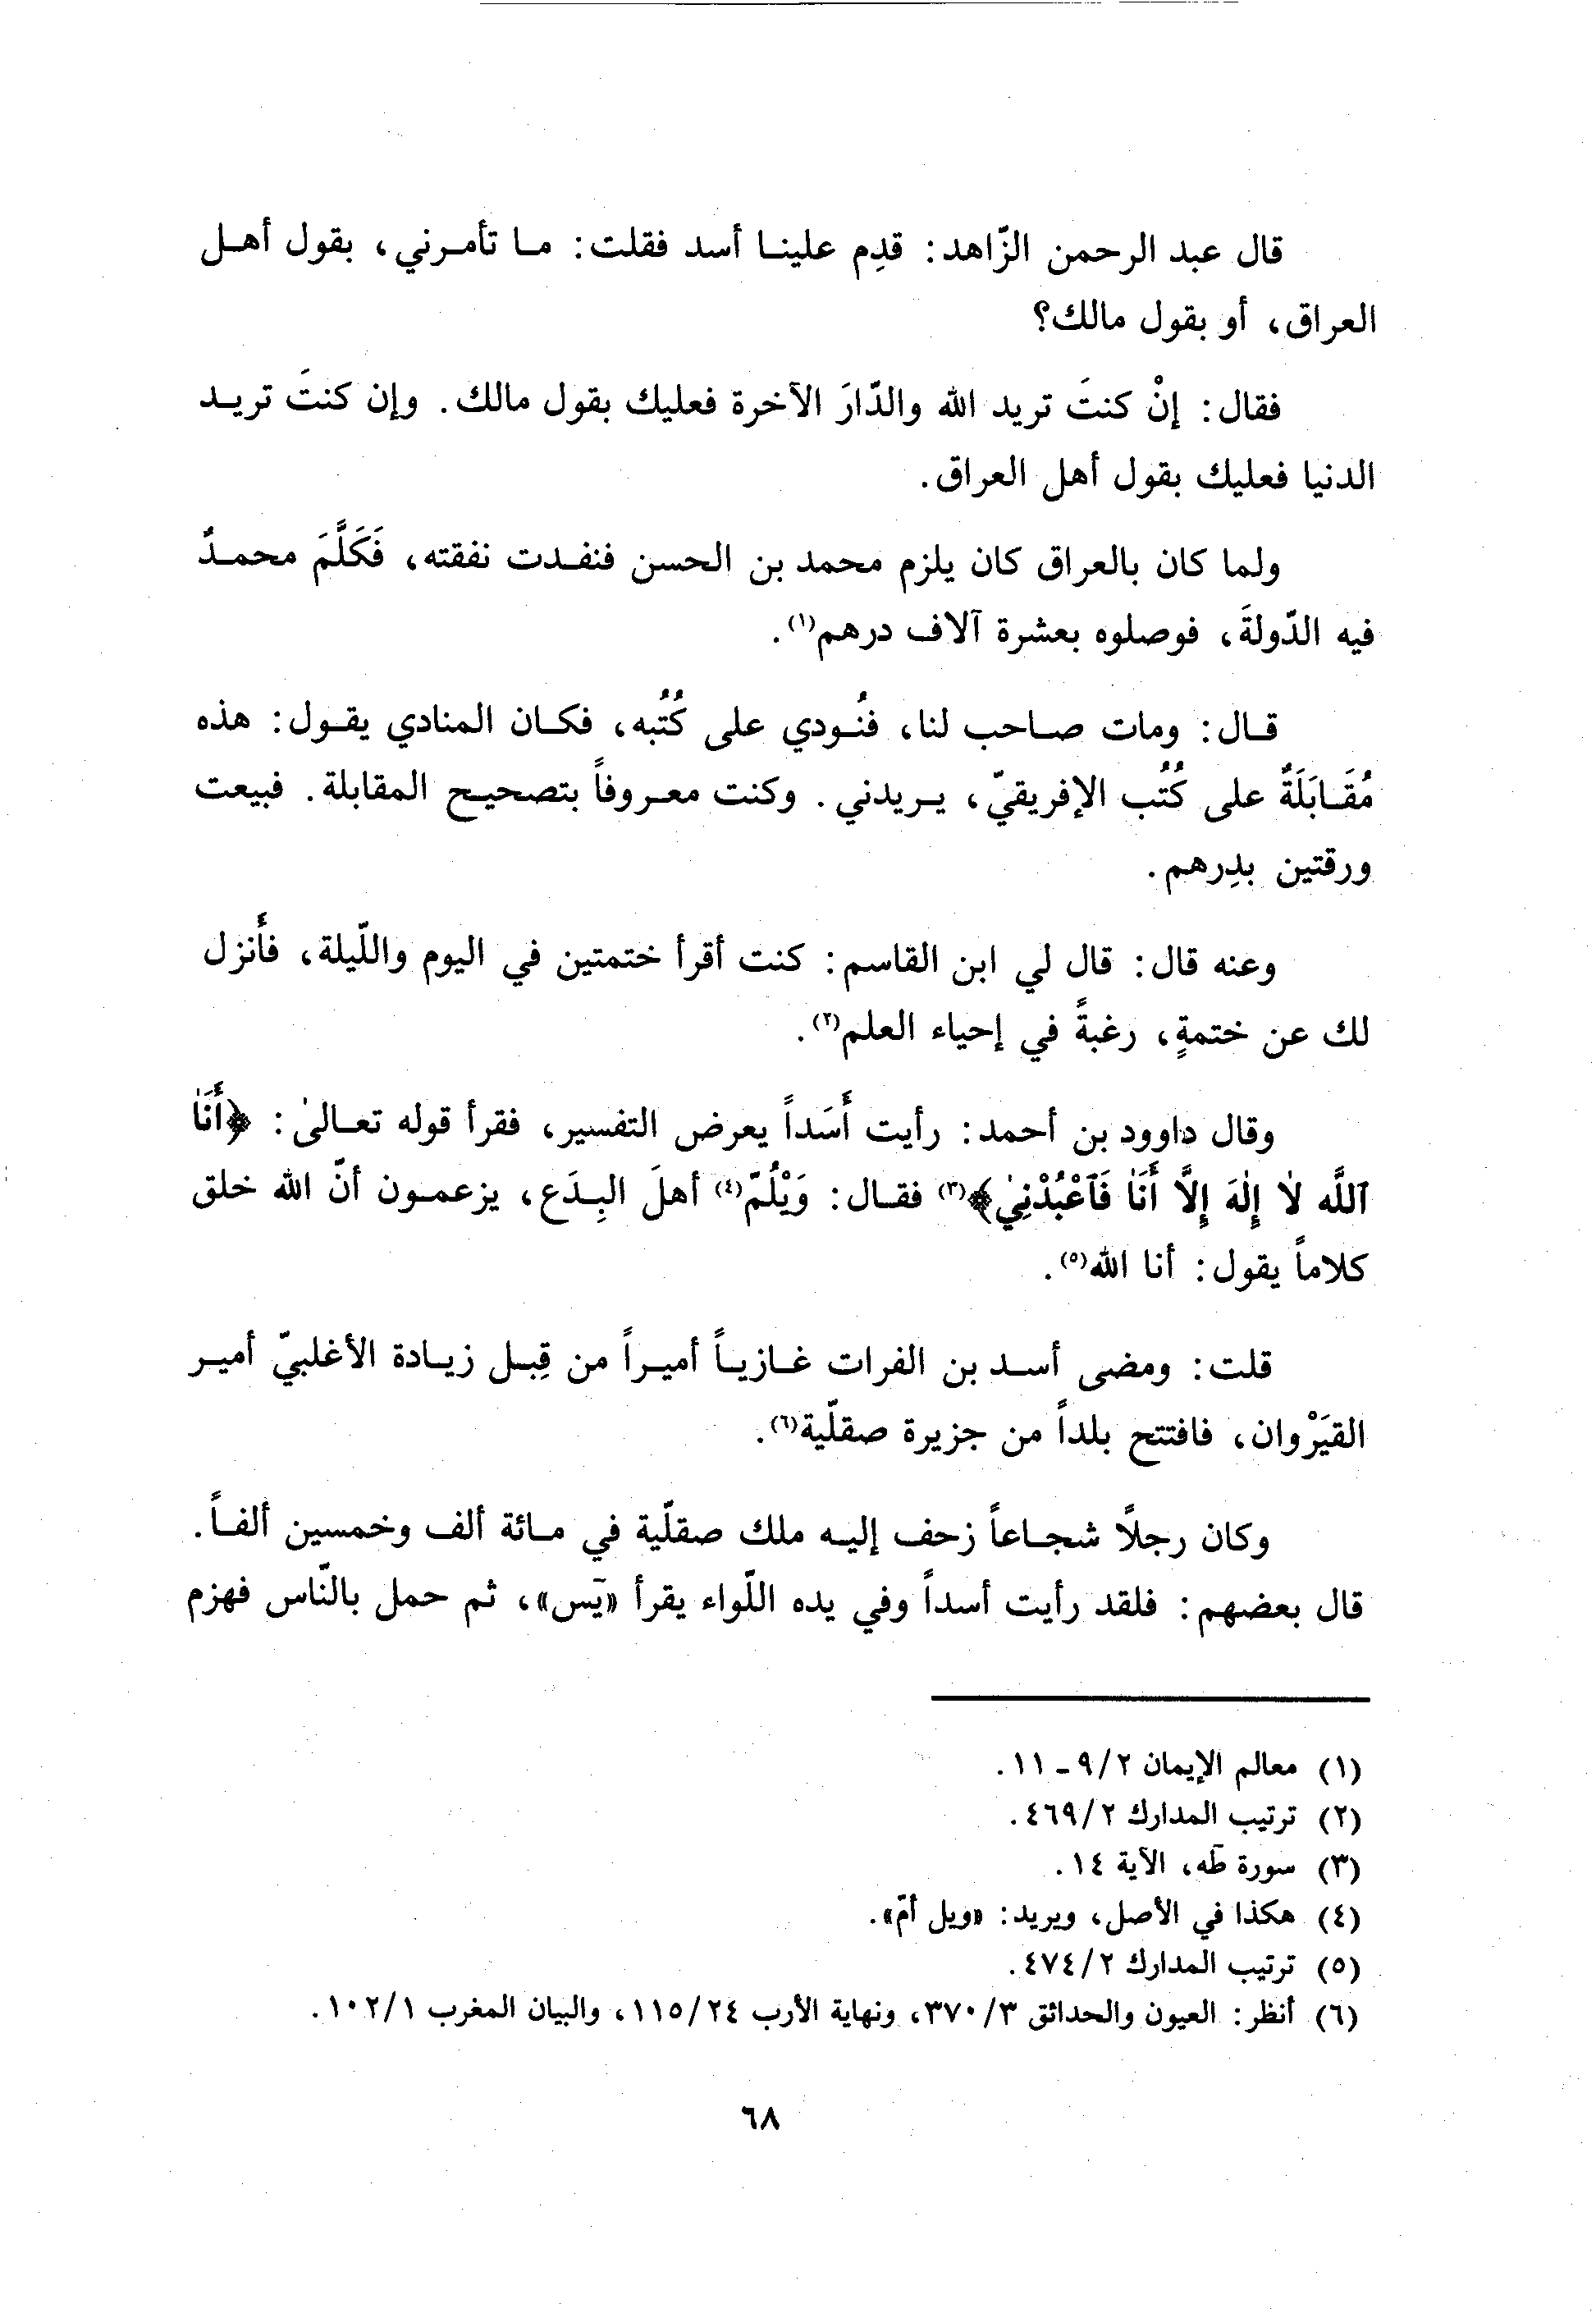 قال عبد الرحمن الزّاهد: قدِم علينا أسد فقلت: ما تأمرني، بقول أهل
العراق، أو بقول مالك؟
فقال: إنْ كنتَ تريد الله والدّارَ الآخرة فعليك بقول مالك. وإن كنتَ تريد
الدنيا فعليك بقول أهل العراق.
ولما كان بالعراق كان يلزم محمد بن الحسن فنفدت نفقته، فَكَلَّمَ محمدٌ
فيه الدّولةَ، فوصلوه بعشرة آلاف درهم(١).
قال: ومات صاحب لنا، فنُودي على كُتُبه، فكان المنادي يقول: هذه
مُقَابَلَةٌ على كُتُب الإفريقيّ، يريدني. وكنت معروفاً بتصحيح المقابلة. فبيعت
ورقتين بدِرهم.
وعنه قال: قال لي ابن القاسم: كنت أقرأ ختمتين في اليوم واللّيلة، فأَنزل
لك عن ختمةٍ، رغبةً في إحياء العلم(٢).
وقال داوود بن أحمد: رأيت أَسَداً يعرض التفسير، فقرأ قوله تعالىٰ: ﴿أَنَاْ
ٱللَّه لاٰ إِلٰهَ إِلَّا أَنَاْ فَٱعْبُدْنِيْ﴾(٣) فقال: وَيْلُمّ(٤) أهلَ البِدَع، يزعمون أنّ الله خلق
كلاماً يقول: أنا الله(٥).
قلت: ومضى أسد بن الفرات غازياً أميراً من قِبل زيادة الأغلبيّ أمير
القيَرْوان، فافتتح بلداً من جزيرة صقلّية(٦).
وكان رجلًا شجاعاً زحف إليه ملك صقلّية في مائة ألف وخمسين ألفاً.
قال بعضهم: فلقد رأيت أسداً وفي يده اللّواء يقرأ «يٓس»، ثم حمل بالنّاس فهزم
(١) معالم الإيمان ٢/٩ - ١١.
(٢) ترتيب المدارك ٢/٤٦٩.
(٣) سورة طٓه، الآية ١٤.
(٤) هكذا في الأصل، ويريد: «ويل أمّ».
(٥) ترتيب المدارك ٢/٤٧٤.
(٦) أنظر: العيون والحدائق ٣/٣٧٠، ونهاية الأرب ٢٤/١١٥، والبيان المغرب ١/١٠٢.
٦٨